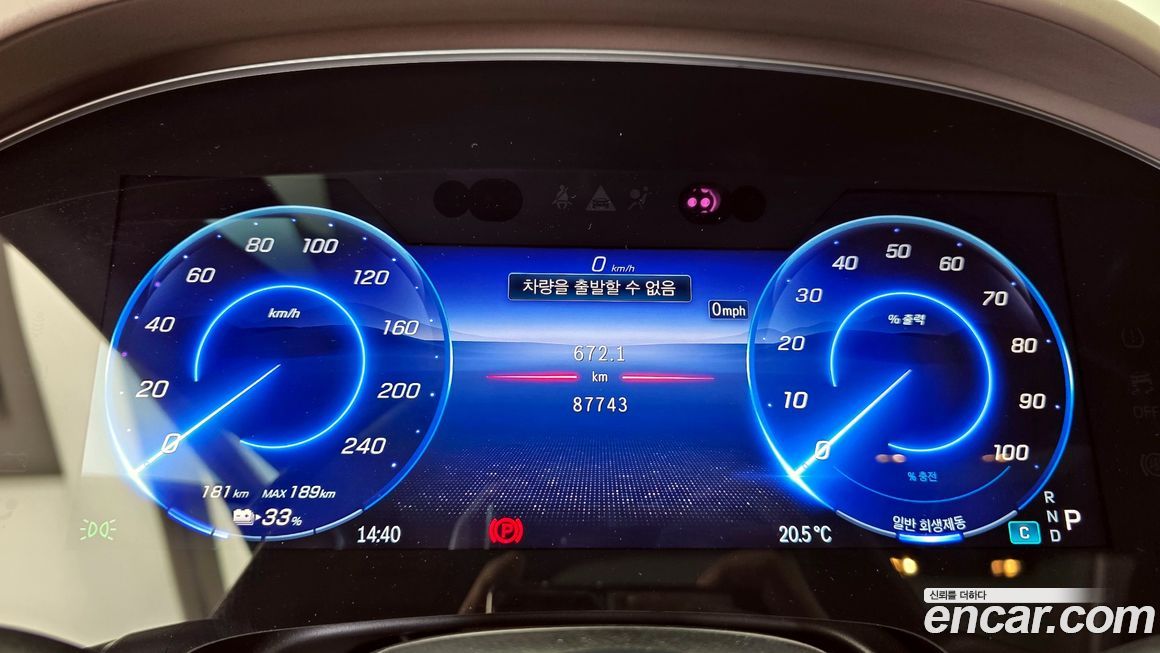 0 km/h
차량을 출발할 수 없음
0mph
672.1
km
87743
km/h
0
20
40
60
80
100
120
160
200
240
181 km MAX 189km
33%
14:40
P
20.5°C
% 출력
0
10
20
30
40
50
60
70
80
90
100
% 충전
일반 회생제동
C
R
N
D
P
OFF
신뢰를 더하다
encar.com